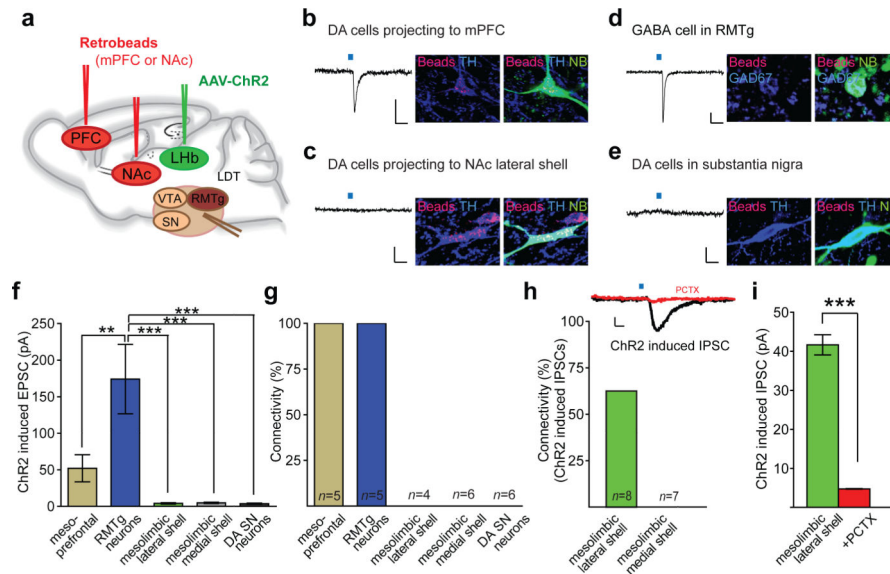 a
Retrobeads
(mPFC or NAc)
AAV-ChR2
PFC
NAc
LHb
LDT
VTA
RMTg
SN
b
DA cells projecting to mPFC
Beads TH
Beads TH NB
c
DA cells projecting to NAc lateral shell
Beads TH
Beads TH NB
d
GABA cell in RMTg
Beads
GAD67
Beads NB
GAD67
e
DA cells in substantia nigra
Beads TH
Beads TH N
f
ChR2 induced EPSC (pA)
250
200
150
100
50
0
**
***
***
***
meso-
prefrontal
RMTg
neurons
mesolimbic
lateral shell
mesolimbic
medial shell
DA SN
neurons
g
Connectivity (%)
100
75
50
25
n=5
n=5
n=4
n=6
n=6
meso-
prefrontal
RMTg
neurons
mesolimbic
lateral shell
mesolimbic
medial shell
DA SN
neurons
h
PCTX
ChR2 induced IPSC
Connectivity (%)
(ChR2 induced IPSCs)
100
75
50
25
n=8
n=7
mesolimbic
lateral shell
mesolimbic
medial shell
i
ChR2 induced IPSC (pA)
50
40
30
20
10
0
***
mesolimbic
lateral shell
+PCTX